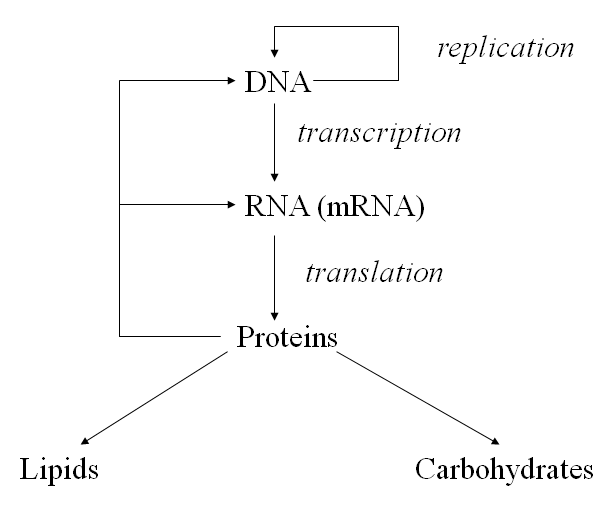 replication
DNA
transcription
RNA (mRNA)
translation
Proteins
Lipids
Carbohydrates